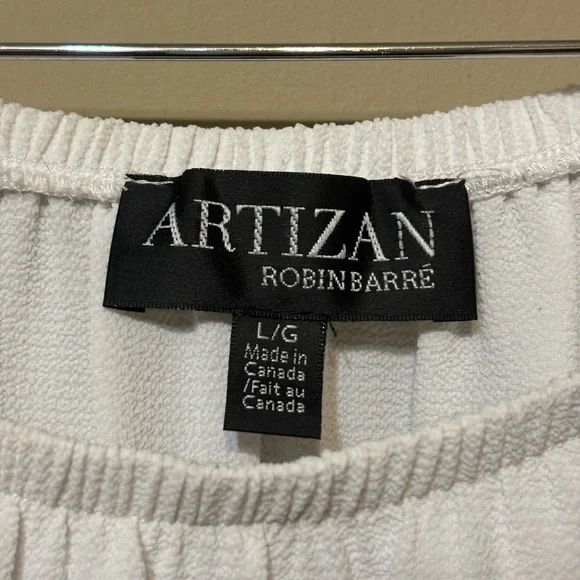 ARTIZAN
ROBINBARRÉ
L/G
Made in
Canada
/Fait au
Canada